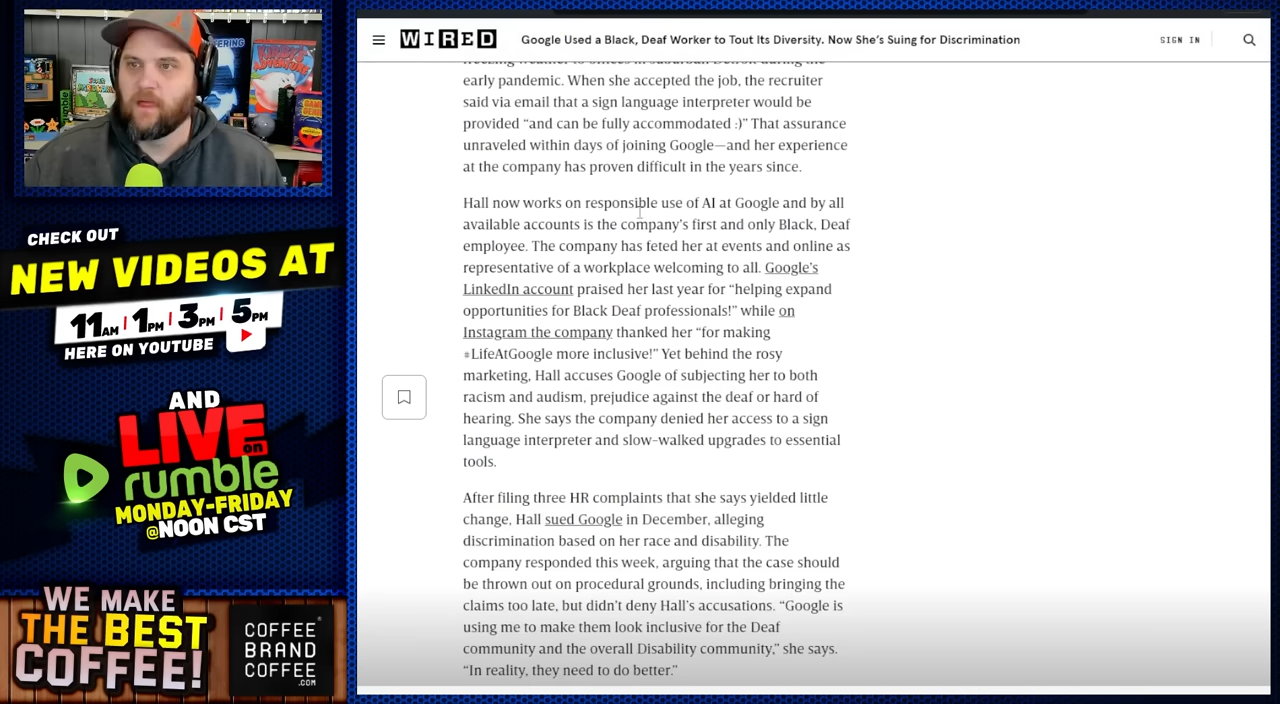 CHECK OUT
NEW VIDEOS AT
11AM | 1PM | 3PM | 5PM
HERE ON YOUTUBE
AND
LIVE on
rumble
MONDAY-FRIDAY
@NOON CST
WE MAKE
THE BEST
COFFEE!
COFFEE
BRAND
COFFEE
.COM
WIRED
Google Used a Black, Deaf Worker to Tout Its Diversity. Now She’s Suing for Discrimination
SIGN IN
freezing weather to offices in suburban Detroit during the
early pandemic. When she accepted the job, the recruiter
said via email that a sign language interpreter would be
provided “and can be fully accommodated :)” That assurance
unraveled within days of joining Google—and her experience
at the company has proven difficult in the years since.
Hall now works on responsible use of AI at Google and by all
available accounts is the company’s first and only Black, Deaf
employee. The company has feted her at events and online as
representative of a workplace welcoming to all. Google’s
LinkedIn account praised her last year for “helping expand
opportunities for Black Deaf professionals!” while on
Instagram the company thanked her “for making
#LifeAtGoogle more inclusive!” Yet behind the rosy
marketing, Hall accuses Google of subjecting her to both
racism and audism, prejudice against the deaf or hard of
hearing. She says the company denied her access to a sign
language interpreter and slow-walked upgrades to essential
tools.
After filing three HR complaints that she says yielded little
change, Hall sued Google in December, alleging
discrimination based on her race and disability. The
company responded this week, arguing that the case should
be thrown out on procedural grounds, including bringing the
claims too late, but didn’t deny Hall’s accusations. “Google is
using me to make them look inclusive for the Deaf
community and the overall Disability community,” she says.
“In reality, they need to do better.”